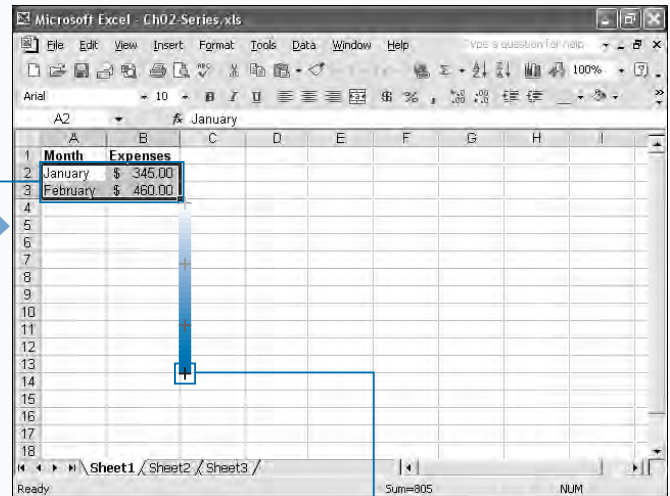 Microsoft Excel - Ch02-Series/xls
File Edit View Insert Format Tools Data Window Help Type a question for help
Σ 100%
Arial 10 B I U $ % ,
A2 fx January
A B C D E F G H I
1 Month Expenses
2 January $ 345.00
3 February $ 460.00
4
5
6
7
8
9
10
11
12
13
14
15
16
17
18
Sheet1 / Sheet2 / Sheet3 /
Ready Sum=805 NUM